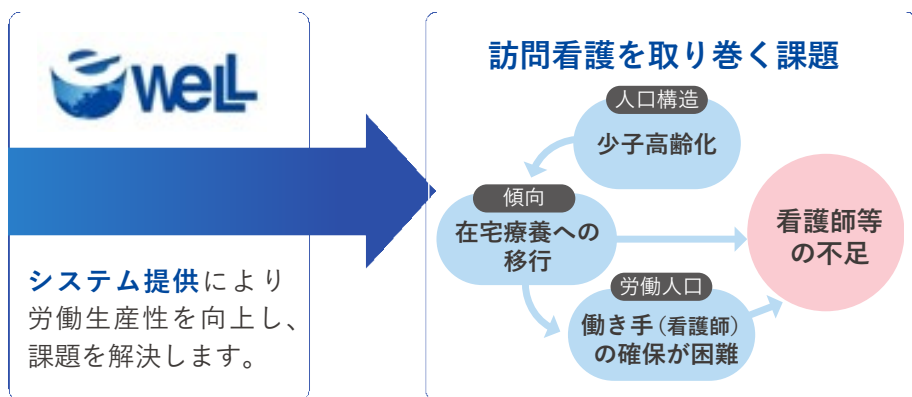 WELL
システム提供により
労働生産性を向上し、
課題を解決します。
訪問看護を取り巻く課題
人口構造
少子高齢化
傾向
在宅療養への
移行
労働人口
働き手(看護師)
の確保が困難
看護師等
の不足